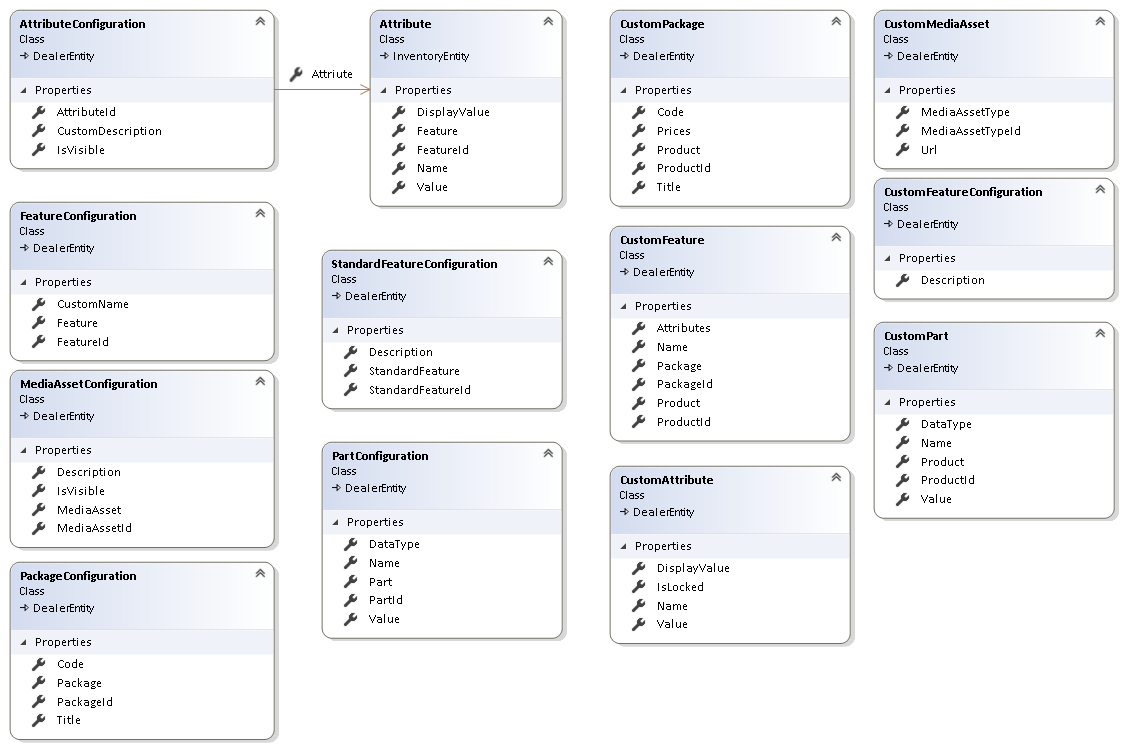 AttributeConfiguration
Class
DealerEntity
Properties
AttributeId
CustomDescription
IsVisible
Attriute
Attribute
Class
InventoryEntity
Properties
DisplayValue
Feature
FeatureId
Name
Value
CustomPackage
Class
DealerEntity
Properties
Code
Prices
Product
ProductId
Title
CustomMediaAsset
Class
DealerEntity
Properties
MediaAssetType
MediaAssetTypeId
Url
FeatureConfiguration
Class
DealerEntity
Properties
CustomName
Feature
FeatureId
StandardFeatureConfiguration
Class
DealerEntity
Properties
Description
StandardFeature
StandardFeatureId
CustomFeature
Class
DealerEntity
Properties
Attributes
Name
Package
PackageId
Product
ProductId
CustomFeatureConfiguration
Class
DealerEntity
Properties
Description
MediaAssetConfiguration
Class
DealerEntity
Properties
Description
IsVisible
MediaAsset
MediaAssetId
PartConfiguration
Class
DealerEntity
Properties
DataType
Name
Part
PartId
Value
CustomAttribute
Class
DealerEntity
Properties
DisplayValue
IsLocked
Name
Value
CustomPart
Class
DealerEntity
Properties
DataType
Name
Product
ProductId
Value
PackageConfiguration
Class
DealerEntity
Properties
Code
Package
PackageId
Title